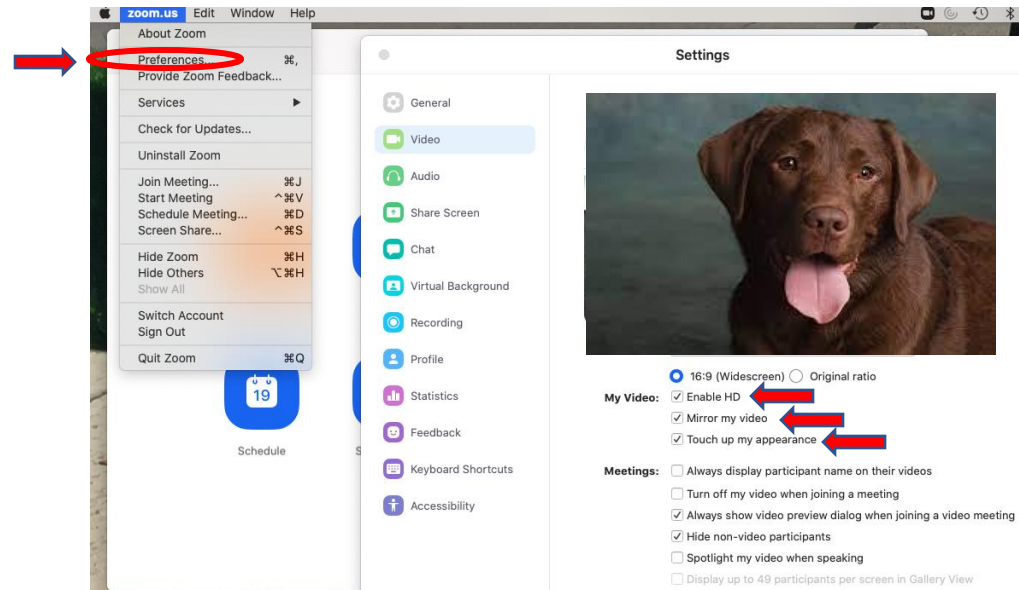 zoom.us Edit Window Help
About Zoom
Preferences... ⌘,
Provide Zoom Feedback...
Services
Check for Updates...
Uninstall Zoom
Join Meeting... ⌘J
Start Meeting ^⌘V
Schedule Meeting... ⌘D
Screen Share... ^⌘S
Hide Zoom ⌘H
Hide Others ⌥⌘H
Show All
Switch Account
Sign Out
Quit Zoom ⌘Q
19
Schedule
S
Settings
General
Video
Audio
Share Screen
Chat
Virtual Background
Recording
Profile
Statistics
Feedback
Keyboard Shortcuts
Accessibility
16:9 (Widescreen) Original ratio
My Video: Enable HD
Mirror my video
Touch up my appearance
Meetings: Always display participant name on their videos
Turn off my video when joining a meeting
Always show video preview dialog when joining a video meeting
Hide non-video participants
Spotlight my video when speaking
Display up to 49 participants per screen in Gallery View